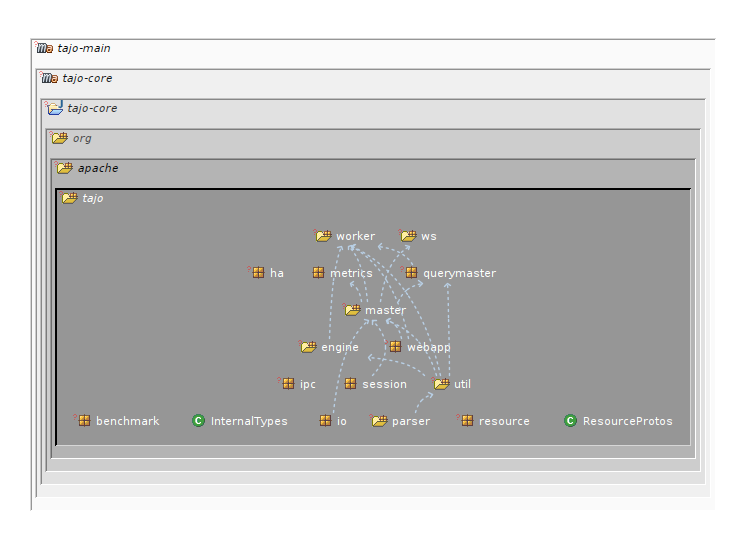 tajo-main
tajo-core
tajo-core
org
apache
tajo
worker ws
ha metrics querymaster
master
engine webapp
ipc session util
benchmark InternalTypes io parser resource ResourceProtos